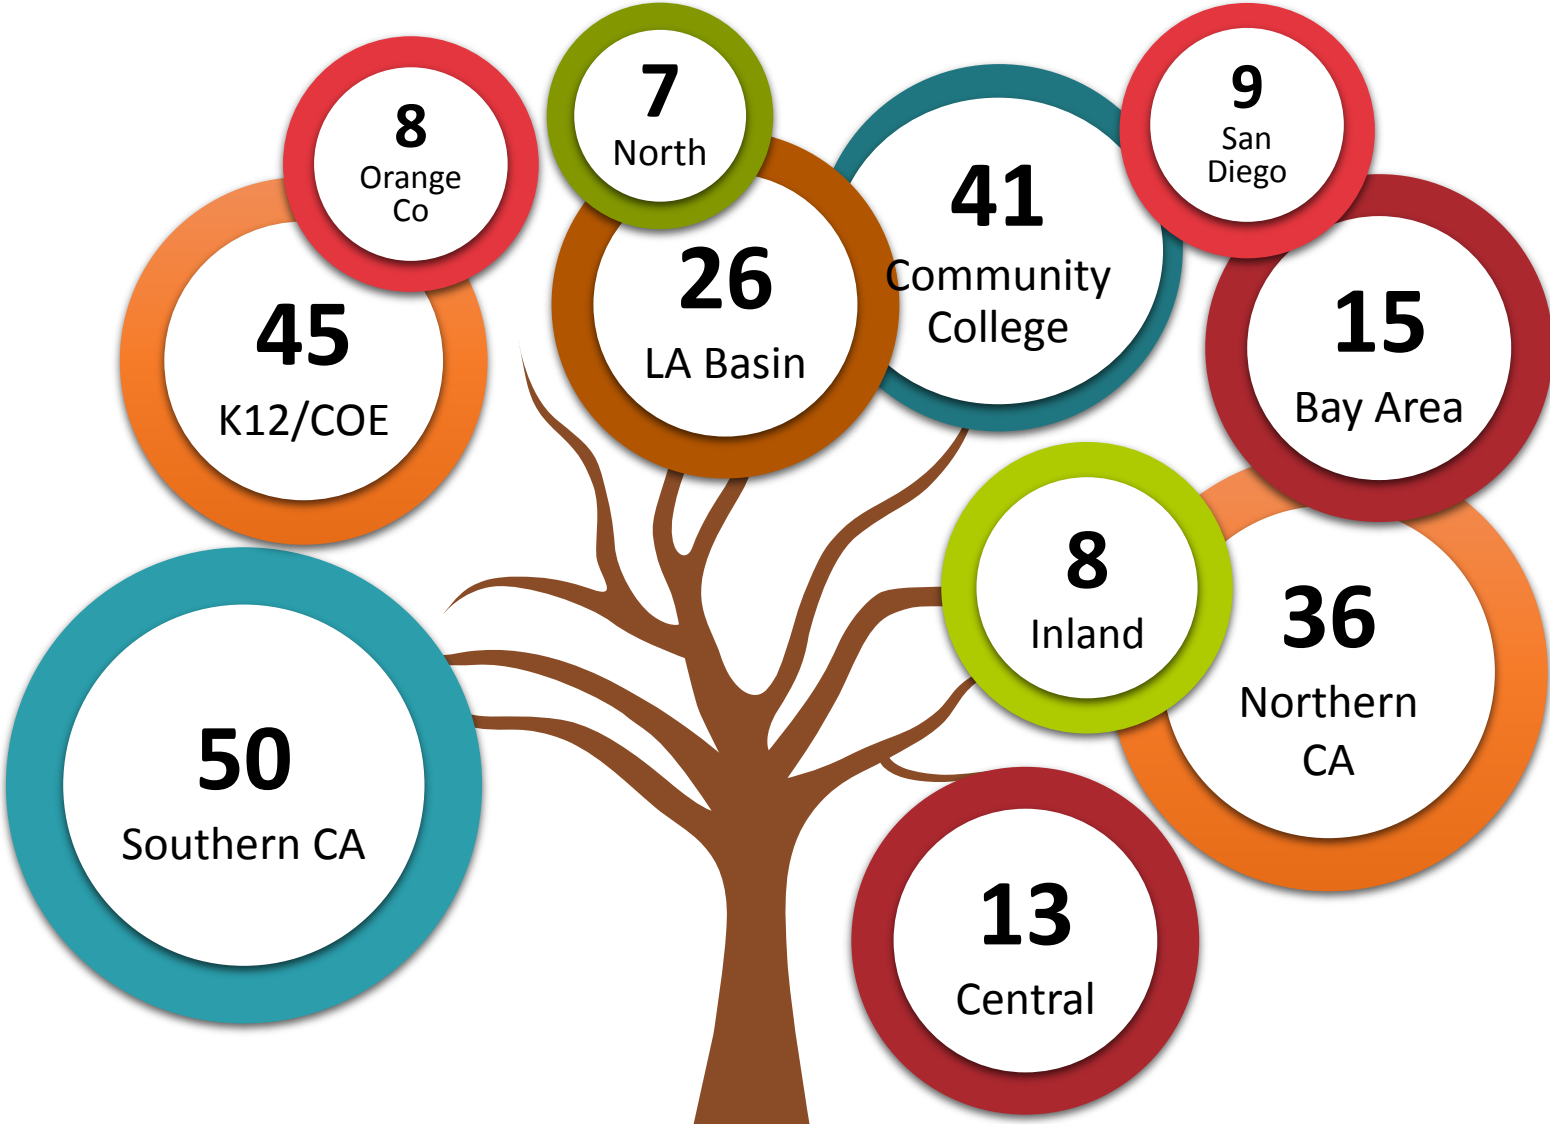 8
Orange
Co
7
North
9
San
Diego
45
K12/COE
26
LA Basin
41
Community
College
15
Bay Area
8
Inland
36
Northern
CA
50
Southern CA
13
Central